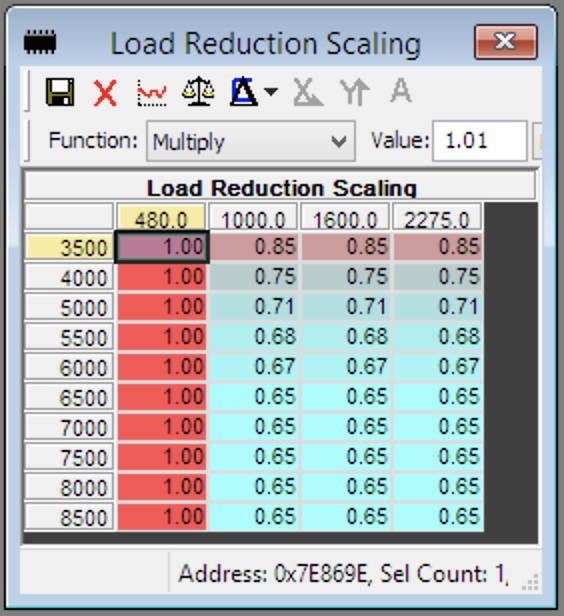 Load Reduction Scaling
Function: Multiply Value: 1.01
Load Reduction Scaling
480.0 1000.0 1600.0 2275.0
3500 1.00 0.85 0.85 0.85
4000 1.00 0.75 0.75 0.75
5000 1.00 0.71 0.71 0.71
5500 1.00 0.68 0.68 0.68
6000 1.00 0.67 0.67 0.67
6500 1.00 0.65 0.65 0.65
7000 1.00 0.65 0.65 0.65
7500 1.00 0.65 0.65 0.65
8000 1.00 0.65 0.65 0.65
8500 1.00 0.65 0.65 0.65
Address: 0x7E869E, Sel Count: 1,